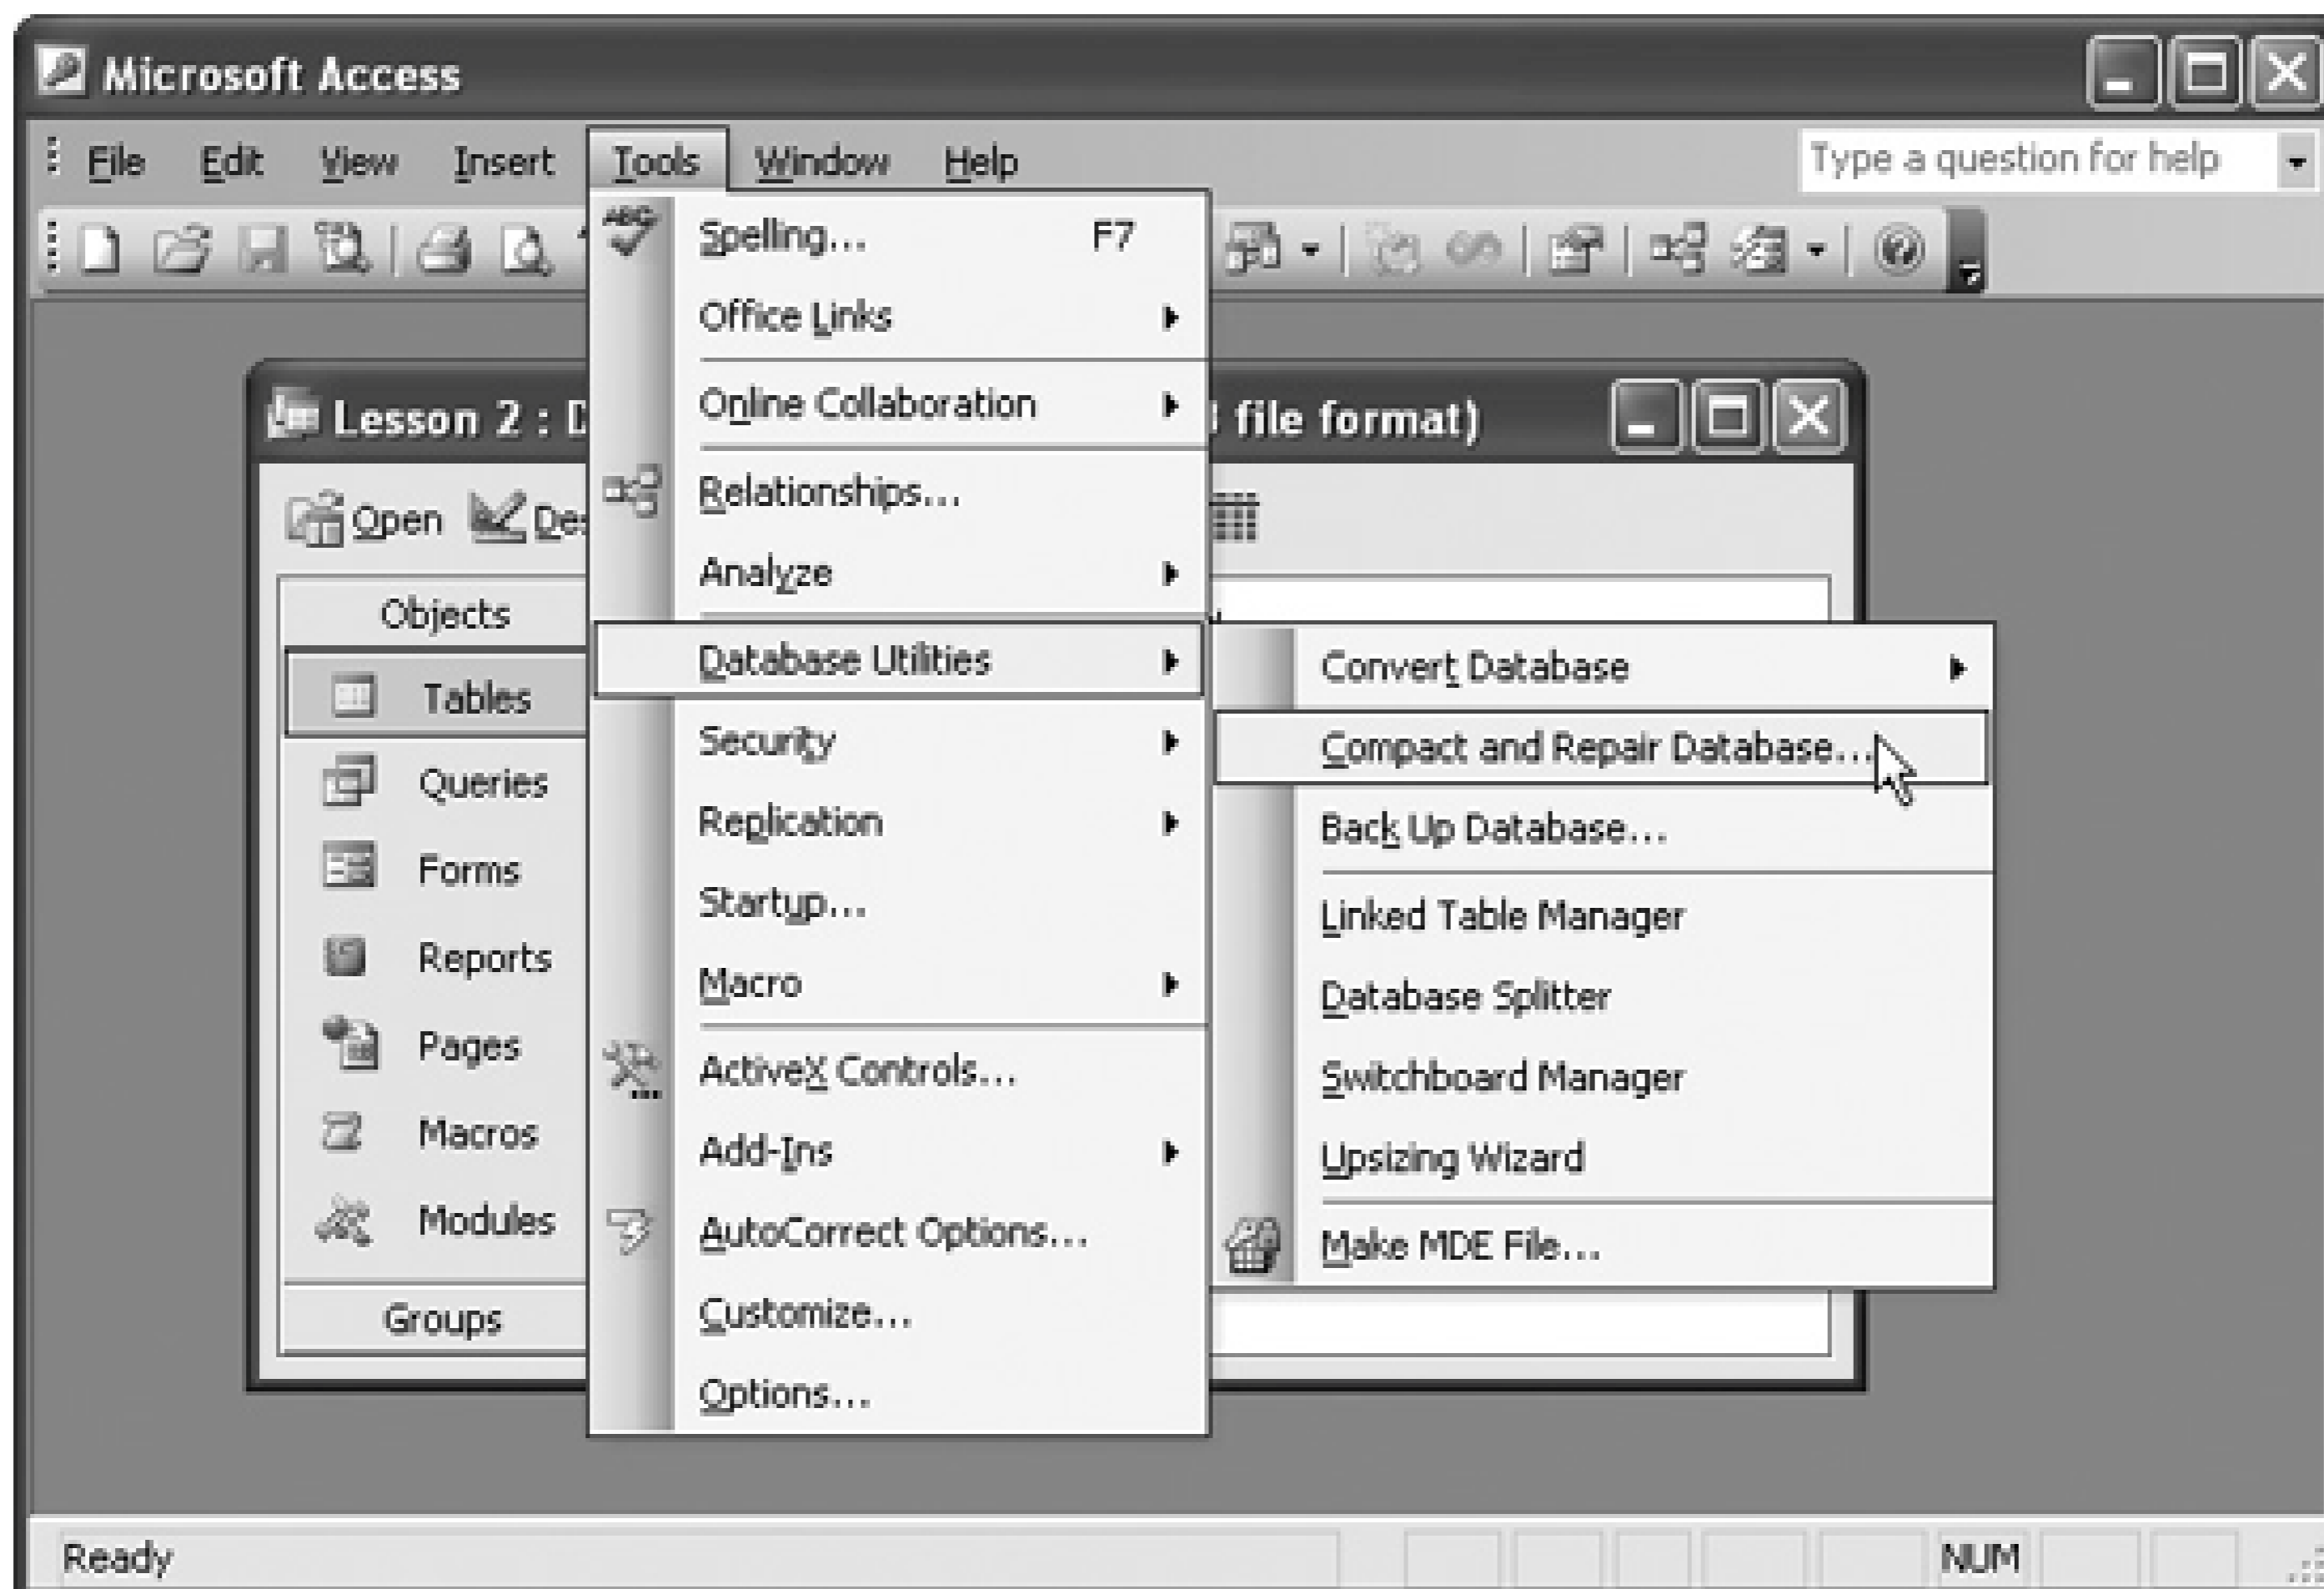 Microsoft Access
File Edit View Insert Tools Window Help Type a question for help
Spelling... F7
Office Links
Online Collaboration
Relationships...
Analyze
Database Utilities
Security
Replication
Startup...
Macro
ActiveX Controls...
Add-Ins
AutoCorrect Options...
Customize...
Options...
Convert Database
Compact and Repair Database...
Back Up Database...
Linked Table Manager
Database Splitter
Switchboard Manager
Upsizing Wizard
Make MDE File...
Lesson 2 : D file format)
Open Des
Objects
Tables
Queries
Forms
Reports
Pages
Macros
Modules
Groups
Ready NUM